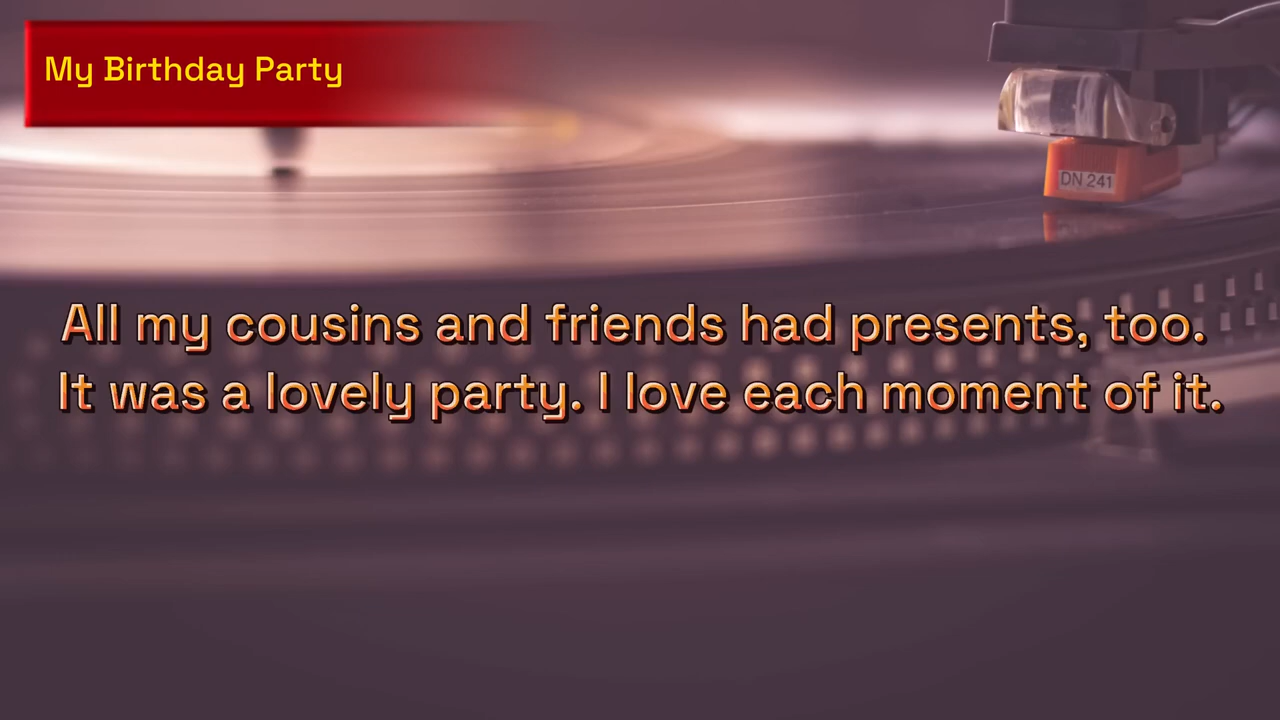 My Birthday Party
DN 241
All my cousins and friends had presents, too.
It was a lovely party. I love each moment of it.